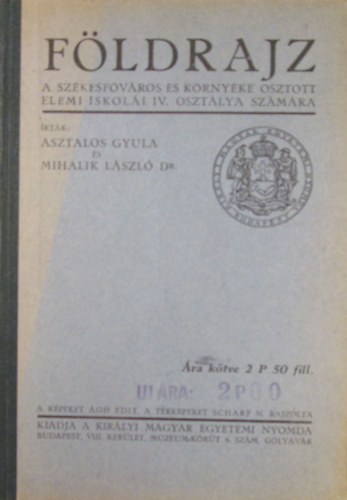 FÖLDRAJZ
A SZÉKESFŐVÁROS ÉS KÖRNYÉKE OSZTOTT
ELEMI ISKOLÁI IV. OSZTÁLYA SZÁMÁRA
ÍRTÁK:
ASZTALOS GYULA
ÉS
MIHALIK LÁSZLÓ DR.
Ára kötve 2 P 50 fill.
UJ ÁRA: 2P00
A KÉPEKET ÁGH EDIT, A TÉRKÉPEKET SCHARF N. RAJZOLTA
KIADJA A KIRÁLYI MAGYAR EGYETEMI NYOMDA
BUDAPEST, VIII. KERÜLET, MÚZEUM-KÖRÚT 6. SZÁM, GÓLYAVÁR